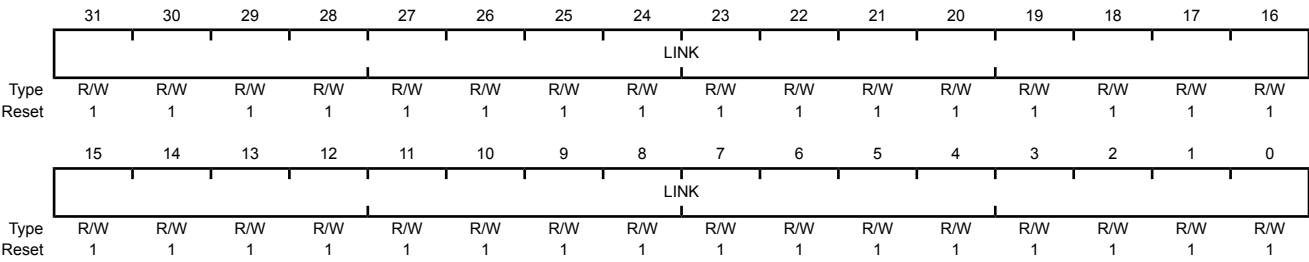 31 30 29 28 27 26 25 24 23 22 21 20 19 18 17 16
LINK
Type R/W R/W R/W R/W R/W R/W R/W R/W R/W R/W R/W R/W R/W R/W R/W R/W
Reset 1 1 1 1 1 1 1 1 1 1 1 1 1 1 1 1
15 14 13 12 11 10 9 8 7 6 5 4 3 2 1 0
LINK
Type R/W R/W R/W R/W R/W R/W R/W R/W R/W R/W R/W R/W R/W R/W R/W R/W
Reset 1 1 1 1 1 1 1 1 1 1 1 1 1 1 1 1